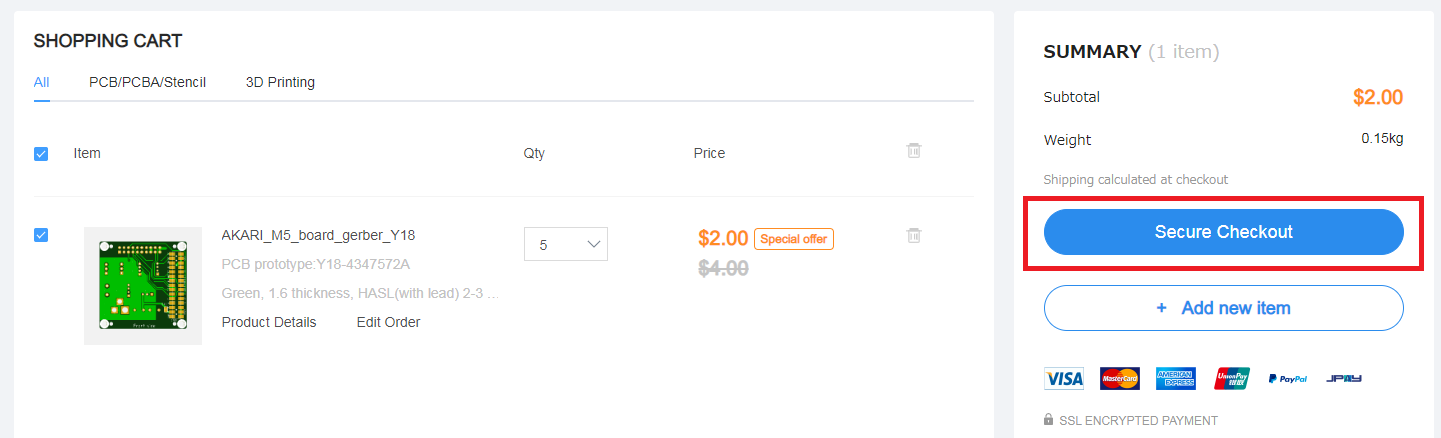 SHOPPING CART
All PCB/PCBA/Stencil 3D Printing
Item Qty Price
AKARI_M5_board_gerber_Y18
PCB prototype:Y18-4347572A
Green, 1.6 thickness, HASL(with lead) 2-3 ...
Product Details Edit Order
5
$2.00 Special offer
$4.00
SUMMARY (1 item)
Subtotal $2.00
Weight 0.15kg
Shipping calculated at checkout
Secure Checkout
+ Add new item
VISA MasterCard AMERICAN EXPRESS UnionPay PayPal
SSL ENCRYPTED PAYMENT